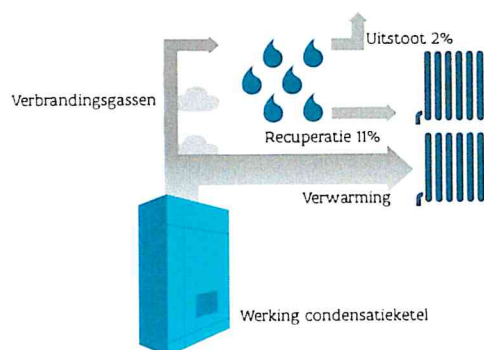 Uitstoot 2%
Verbrandingsgassen
Recuperatie 11%
Verwarming
Werking condensatieketel